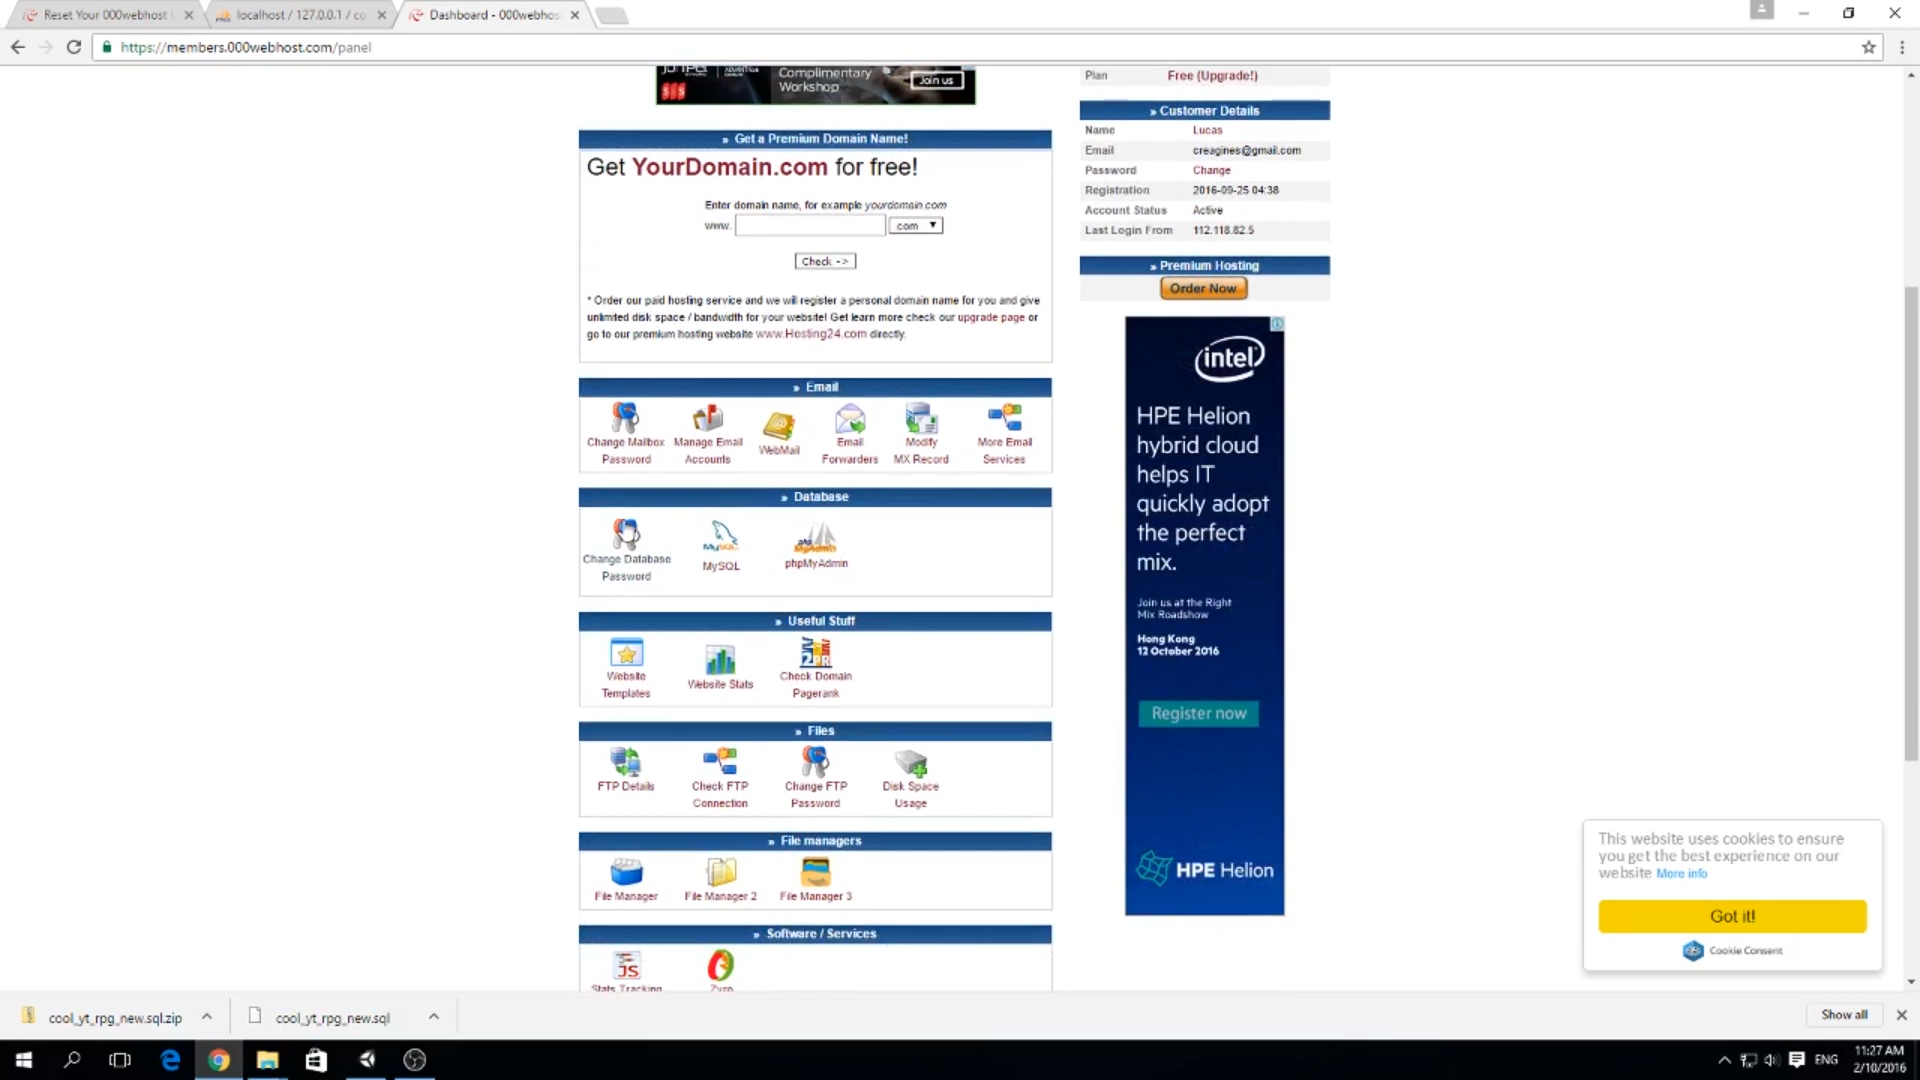 Reset Your 000webhost
localhost / 127.0.0.1 / co
Dashboard - 000webhos
https://members.000webhost.com/panel
Complimentary
Workshop
Join us
Plan Free (Upgrade!)
» Get a Premium Domain Name!
Get YourDomain.com for free!
Enter domain name, for example yourdomain.com
www. com
Check ->
* Order our paid hosting service and we will register a personal domain name for you and give
unlimted disk space / bandwidth for your website! Get learn more check our upgrade page or
go to our premium hosting website www.Hosting24.com directly.
» Customer Details
Name Lucas
Email creagines@gmail.com
Password Change
Registration 2016-09-25 04:38
Account Status Active
Last Login From 112.118.82.5
» Premium Hosting
Order Now
» Email
Change Mailbox
Password
Manage Email
Accounts
WebMail
Email
Forwarders
Modify
MX Record
More Email
Services
» Database
Change Database
Password
MySQL
MySQL
php
MyAdmin
phpMyAdmin
» Useful Stuff
Website
Templates
Website Stats
Check Domain
Pagerank
» Files
FTP Details
Check FTP
Connection
Change FTP
Password
Disk Space
Usage
» File managers
File Manager
File Manager 2
File Manager 3
» Software / Services
JS
Stats Tracking
Zyro
intel
HPE Helion
hybrid cloud
helps IT
quickly adopt
the perfect
mix.
Join us at the Right
Mix Roadshow
Hong Kong
12 October 2016
Register now
HPE Helion
This website uses cookies to ensure
you get the best experience on our
website More info
Got it!
Cookie Consent
cool_yt_rpg_new.sql.zip
cool_yt_rpg_new.sql
Show all
ENG
11:27 AM
2/10/2016